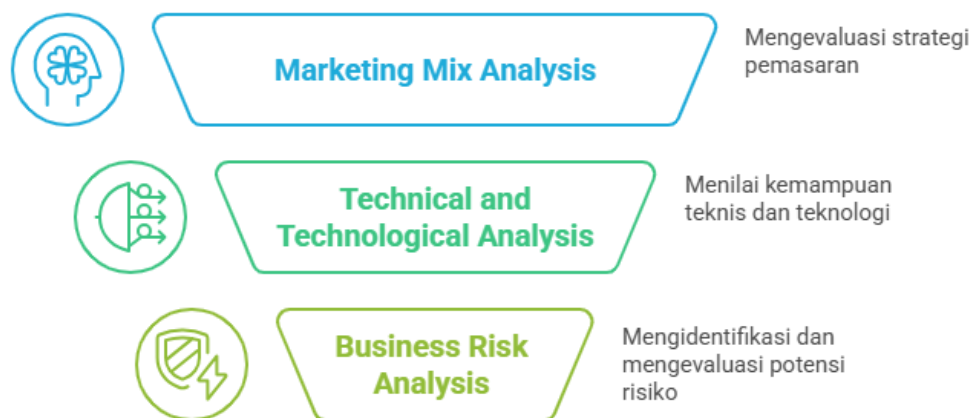 Marketing Mix Analysis
Mengevaluasi strategi
pemasaran
Technical and
Technological Analysis
Menilai kemampuan
teknis dan teknologi
Business Risk
Analysis
Mengidentifikasi dan
mengevaluasi potensi
risiko